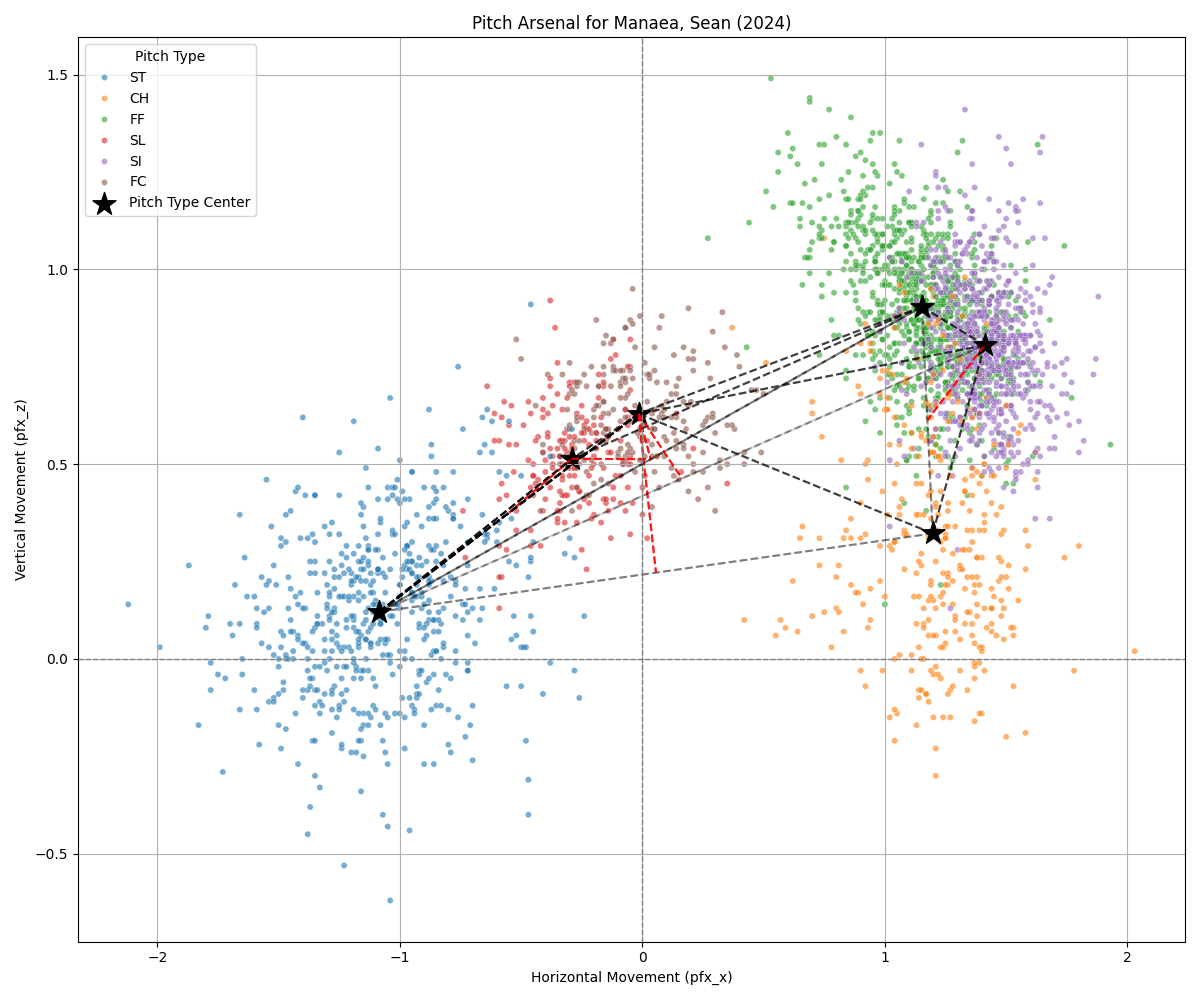 Pitch Arsenal for Manaea, Sean (2024)
Pitch Type
ST
CH
FF
SL
SI
FC
Pitch Type Center
1.5
1.0
0.5
0.0
−0.5
Vertical Movement (pfx_z)
−2
−1
0
1
2
Horizontal Movement (pfx_x)